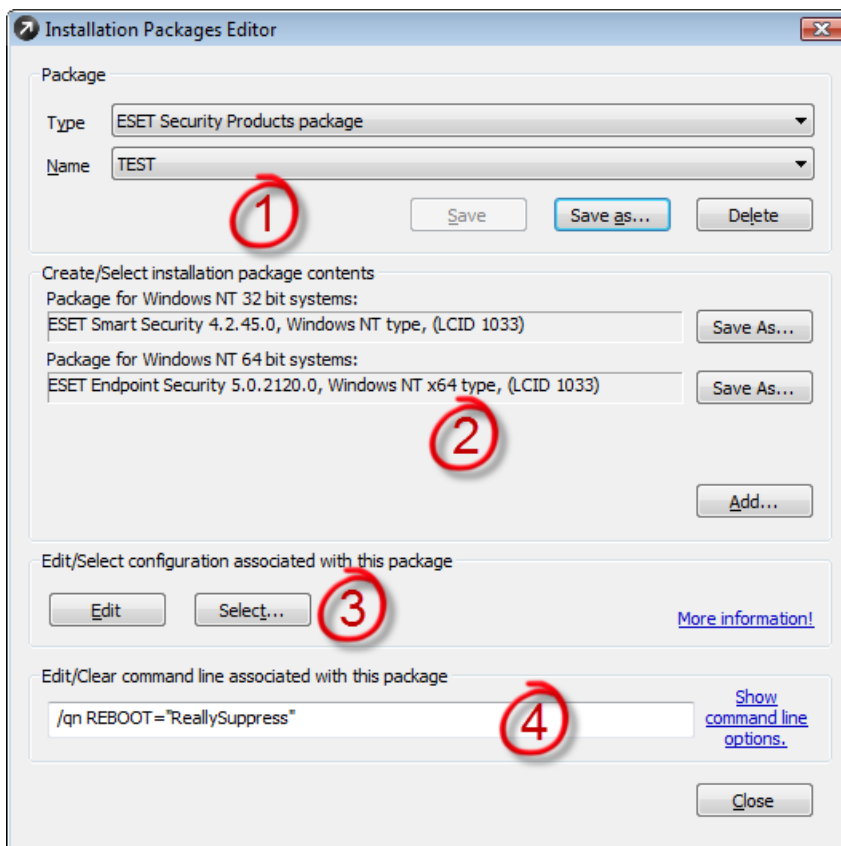 Installation Packages Editor
Package
Type ESET Security Products package
Name TEST
1
Save Save as... Delete
Create/Select installation package contents
Package for Windows NT 32 bit systems:
ESET Smart Security 4.2.45.0, Windows NT type, (LCID 1033) Save As...
Package for Windows NT 64 bit systems:
ESET Endpoint Security 5.0.2120.0, Windows NT x64 type, (LCID 1033) Save As...
2
Add...
Edit/Select configuration associated with this package
Edit Select... 3
More information!
Edit/Clear command line associated with this package
/qn REBOOT="ReallySuppress" 4
Show
command line
options.
Close